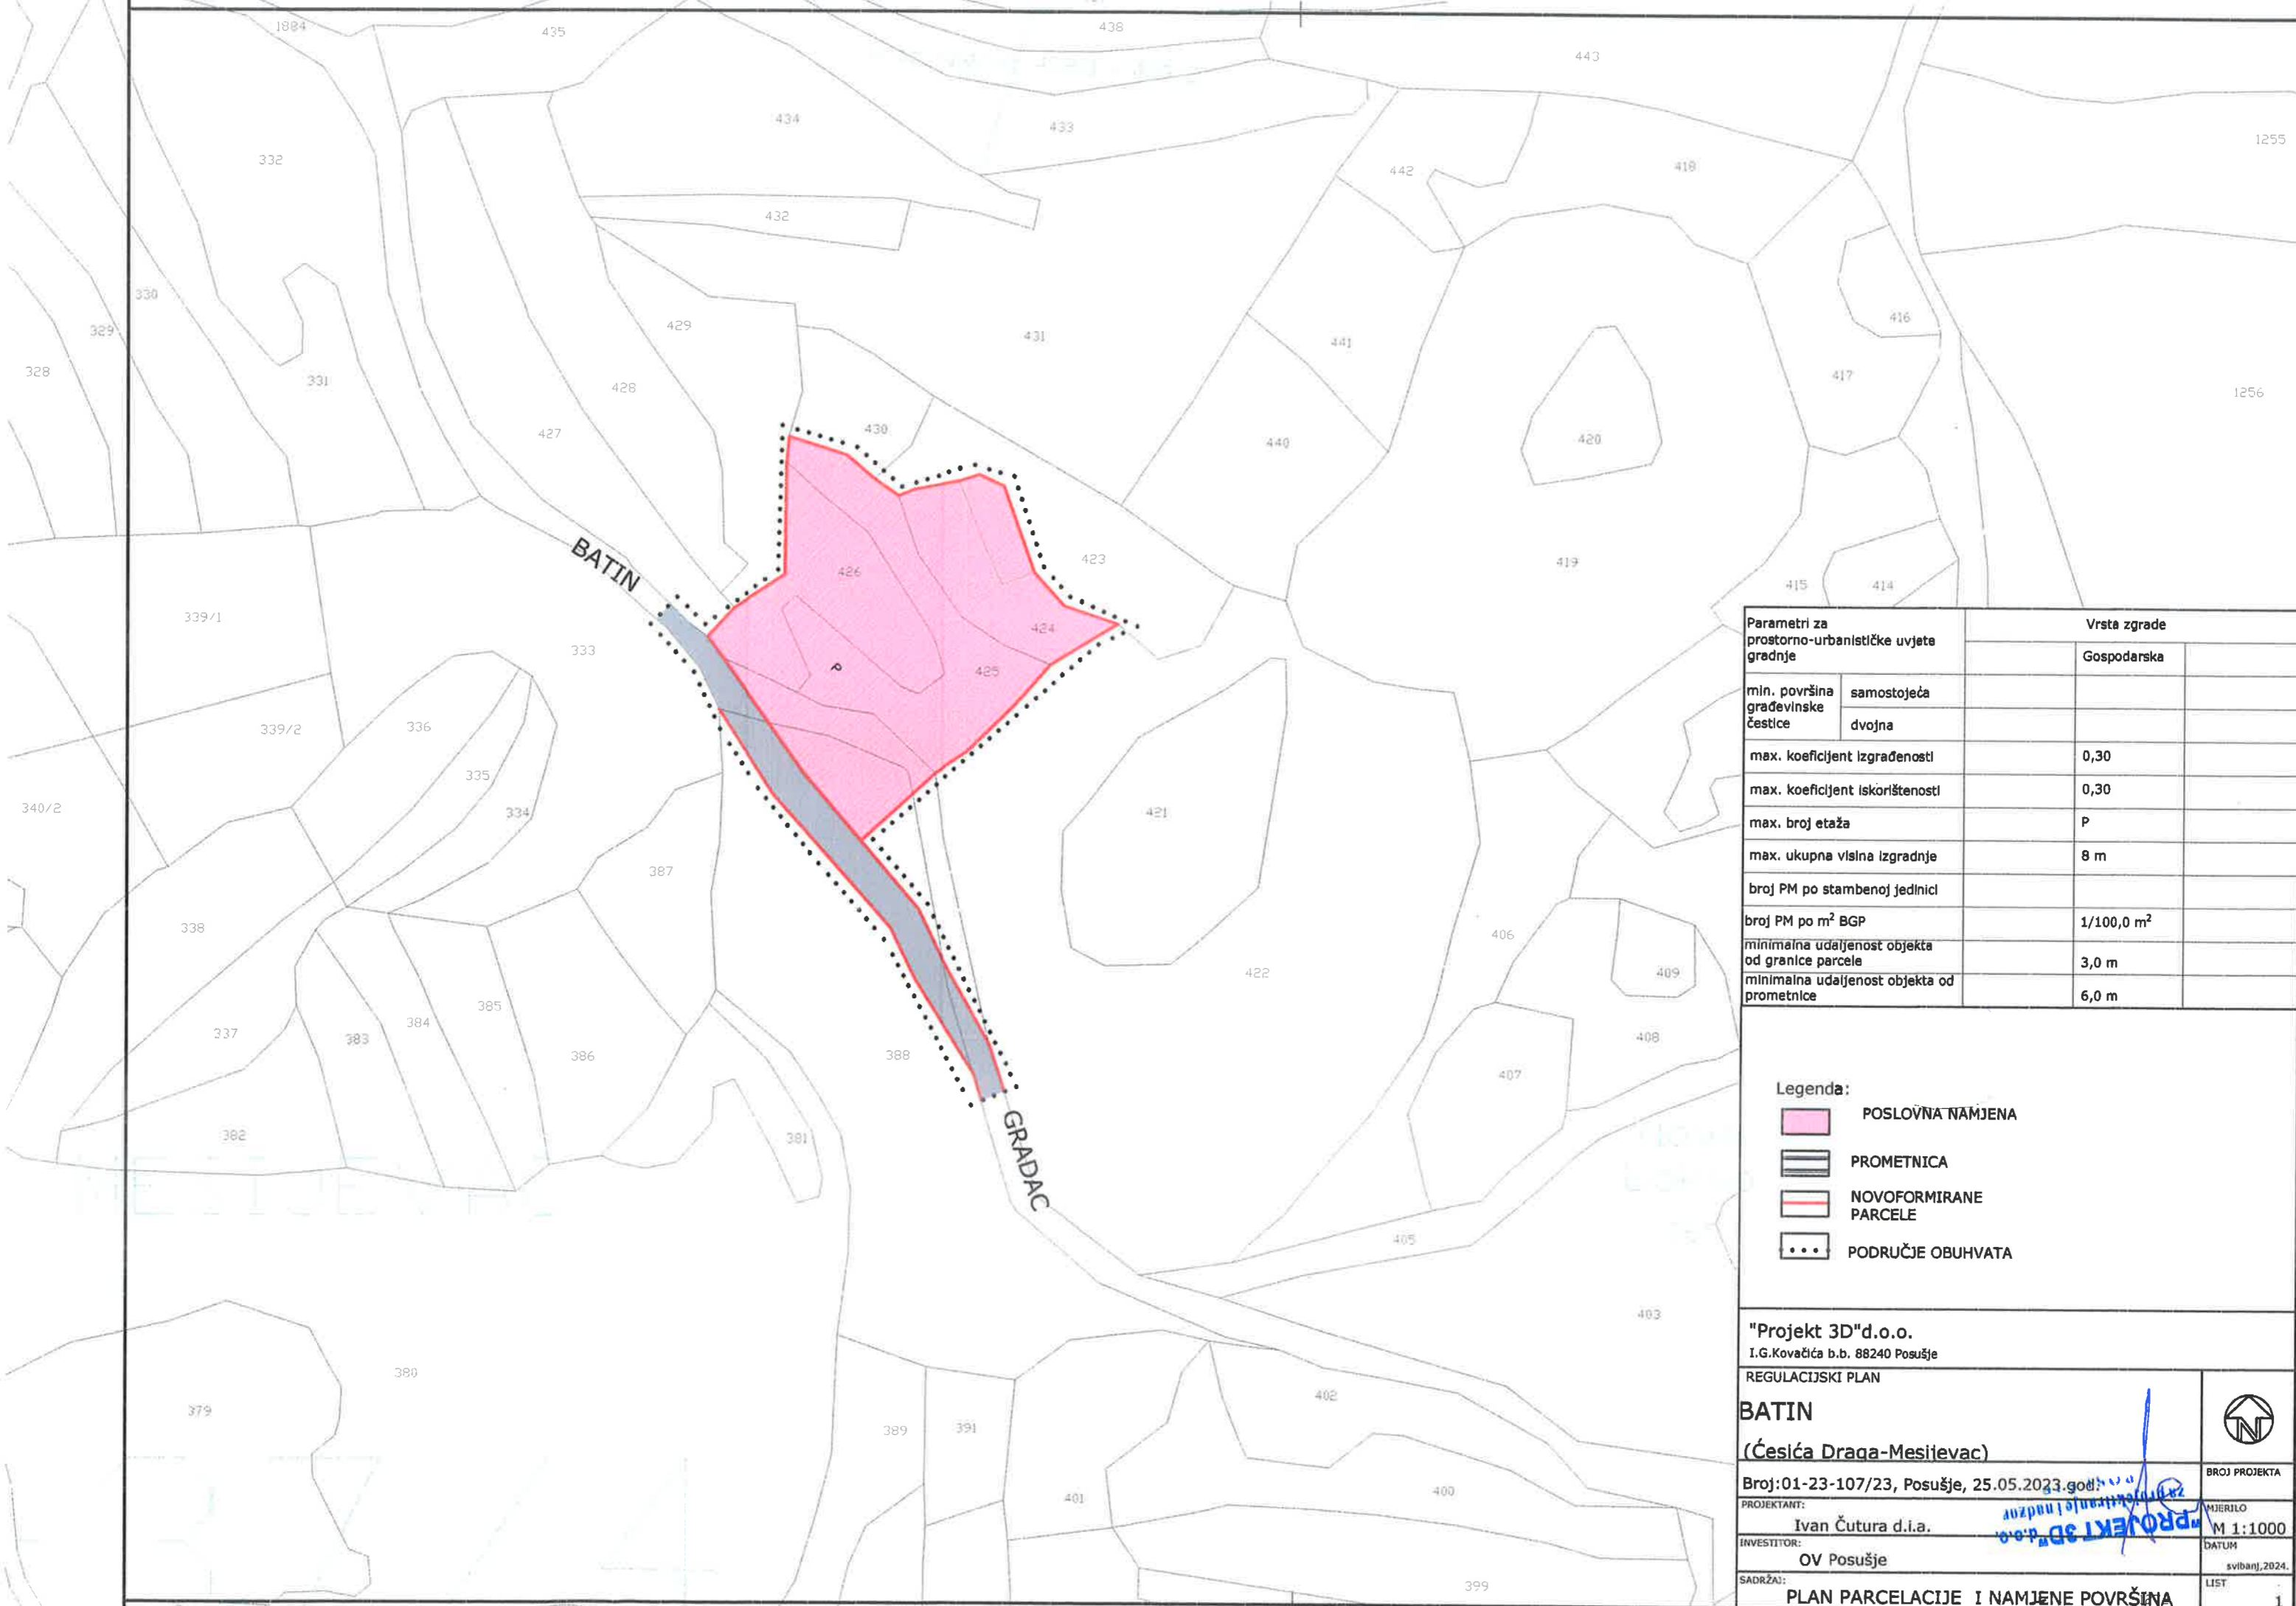 1884
435
438
443
434
433
332
442
418
1255
432
330
329
429
431
441
416
328
331
428
417
1256
427
430
440
420
BATIN
426
423
419
415
414
339/1
333
424
P
425
336
339/2
335
340/2
334
421
387
338
406
422
409
385
384
337
383
386
388
408
407
382
381
GRADAC
405
403
380
379
402
389
391
401
400
399
Parametri za
prostorno-urbanističke uvjete
gradnje
Vrsta zgrade
Gospodarska
min. površina
građevinske
čestice
samostojeća
dvojna
max. koeficijent izgrađenosti 0,30
max. koeficijent iskorištenosti 0,30
max. broj etaža P
max. ukupna visina izgradnje 8 m
broj PM po stambenoj jedinici
broj PM po m² BGP 1/100,0 m²
minimalna udaljenost objekta
od granice parcele 3,0 m
minimalna udaljenost objekta od
prometnice 6,0 m
Legenda:
POSLOVNA NAMJENA
PROMETNICA
NOVOFORMIRANE
PARCELE
PODRUČJE OBUHVATA
"Projekt 3D"d.o.o.
I.G.Kovačića b.b. 88240 Posušje
REGULACIJSKI PLAN
BATIN
(Ćesića Draga-Mesijevac)
N
Broj:01-23-107/23, Posušje, 25.05.2023.god.
BROJ PROJEKTA
PROJEKTANT:
Ivan Čutura d.i.a.
"PROJEKT 3D" d.o.o.
za projektiranje i nadzor
MJERILO
M 1:1000
INVESTITOR:
OV Posušje
DATUM
svibanj,2024.
SADRŽAJ:
PLAN PARCELACIJE I NAMJENE POVRŠINA
LIST
1